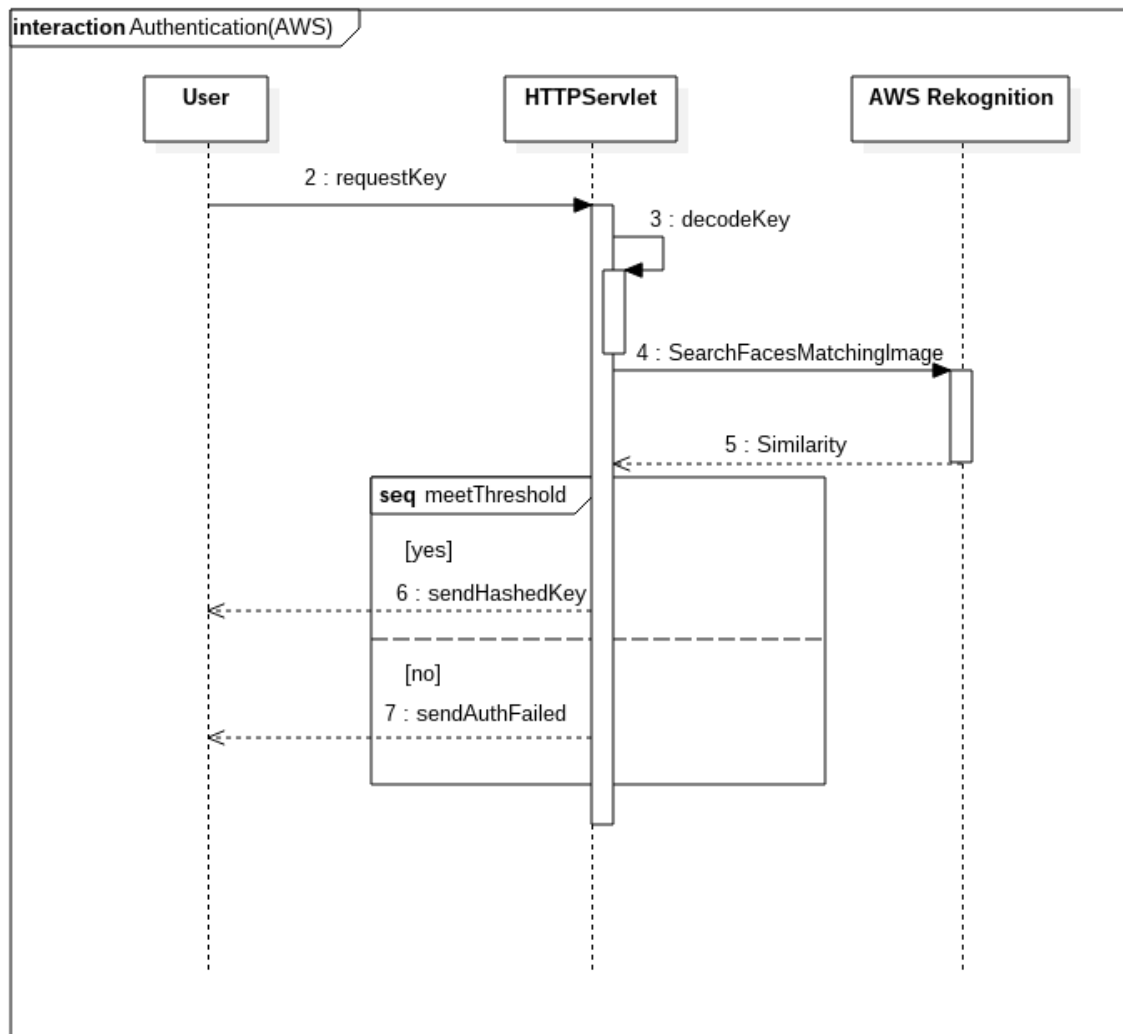 interaction Authentication(AWS)
User
HTTPServlet
AWS Rekognition
2 : requestKey
3 : decodeKey
4 : SearchFacesMatchingImage
5 : Similarity
seq meetThreshold
[yes]
6 : sendHashedKey
[no]
7 : sendAuthFailed